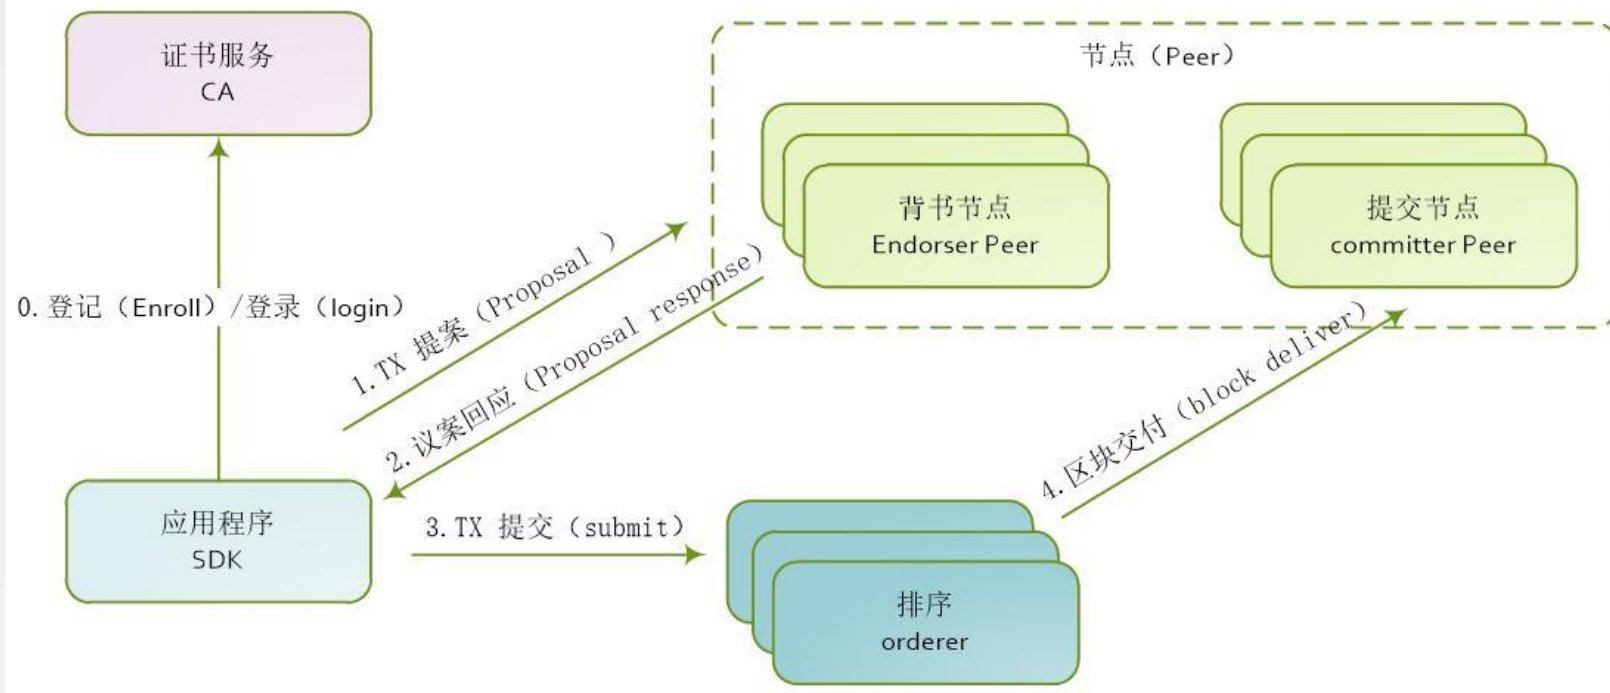 证书服务
CA
节点（Peer）
背书节点
Endorser Peer
提交节点
committer Peer
0.登记（Enroll）/登录（login）
1.TX 提案（Proposal ）
2.议案回应（Proposal response）
应用程序
SDK
3.TX 提交（submit）
4.区块交付（block deliver）
排序
orderer